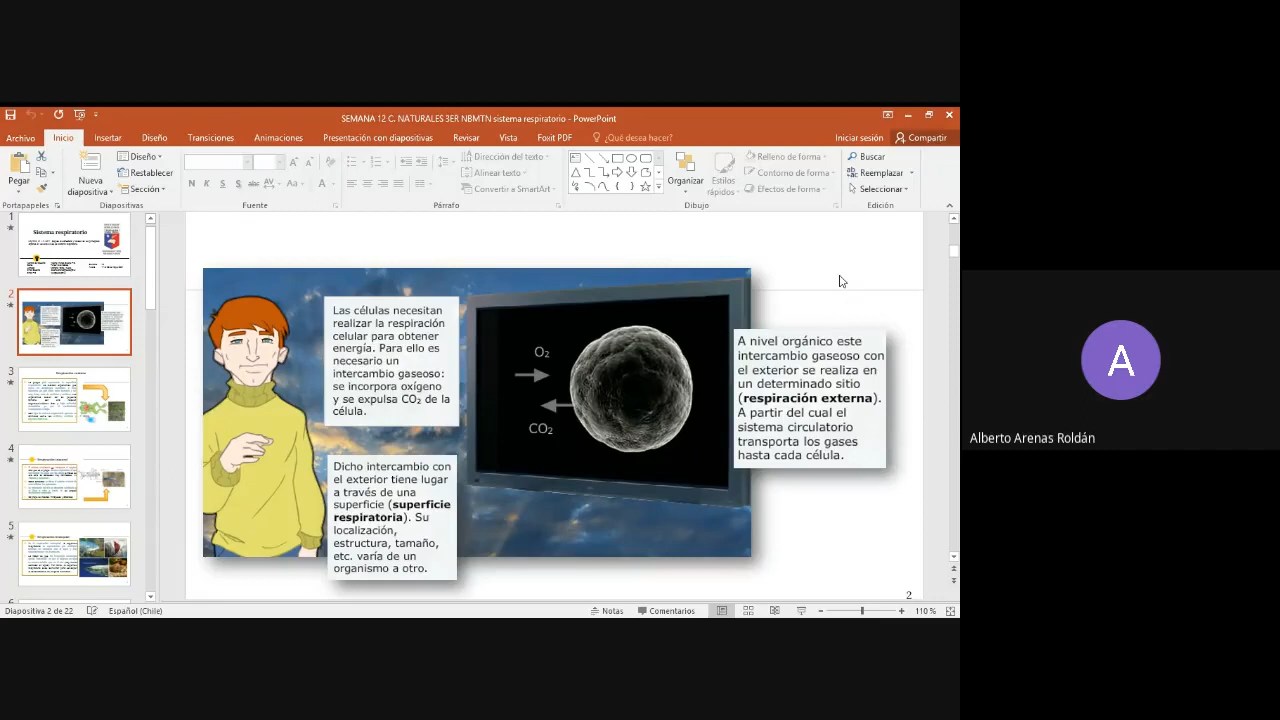 SEMANA 12 C. NATURALES 3ER NBMTN sistema respiratorio - PowerPoint
Archivo
Inicio
Insertar
Diseño
Transiciones
Animaciones
Presentación con diapositivas
Revisar
Vista
Foxit PDF
¿Qué desea hacer?
Iniciar sesión
Compartir
Pegar
Nueva
diapositiva
Diseño
Restablecer
Sección
N K S S abc AV Aa A
Dirección del texto
Alinear texto
Convertir a SmartArt
Organizar
Estilos
rápidos
Relleno de forma
Contorno de forma
Efectos de forma
Buscar
Reemplazar
Seleccionar
Portapapeles
Diapositivas
Fuente
Párrafo
Dibujo
Edición
1
Sistema respiratorio
2
3
4
5
Las células necesitan
realizar la respiración
celular para obtener
energía. Para ello es
necesario un
intercambio gaseoso:
se incorpora oxígeno
y se expulsa CO₂ de la
célula.
Dicho intercambio con
el exterior tiene lugar
a través de una
superficie (superficie
respiratoria). Su
localización,
estructura, tamaño,
etc. varía de un
organismo a otro.
O₂
CO₂
A nivel orgánico este
intercambio gaseoso con
el exterior se realiza en
un determinado sitio
(respiración externa).
A partir del cual el
sistema circulatorio
transporta los gases
hasta cada célula.
2
Diapositiva 2 de 22
Español (Chile)
Notas
Comentarios
110 %
A
Alberto Arenas Roldán